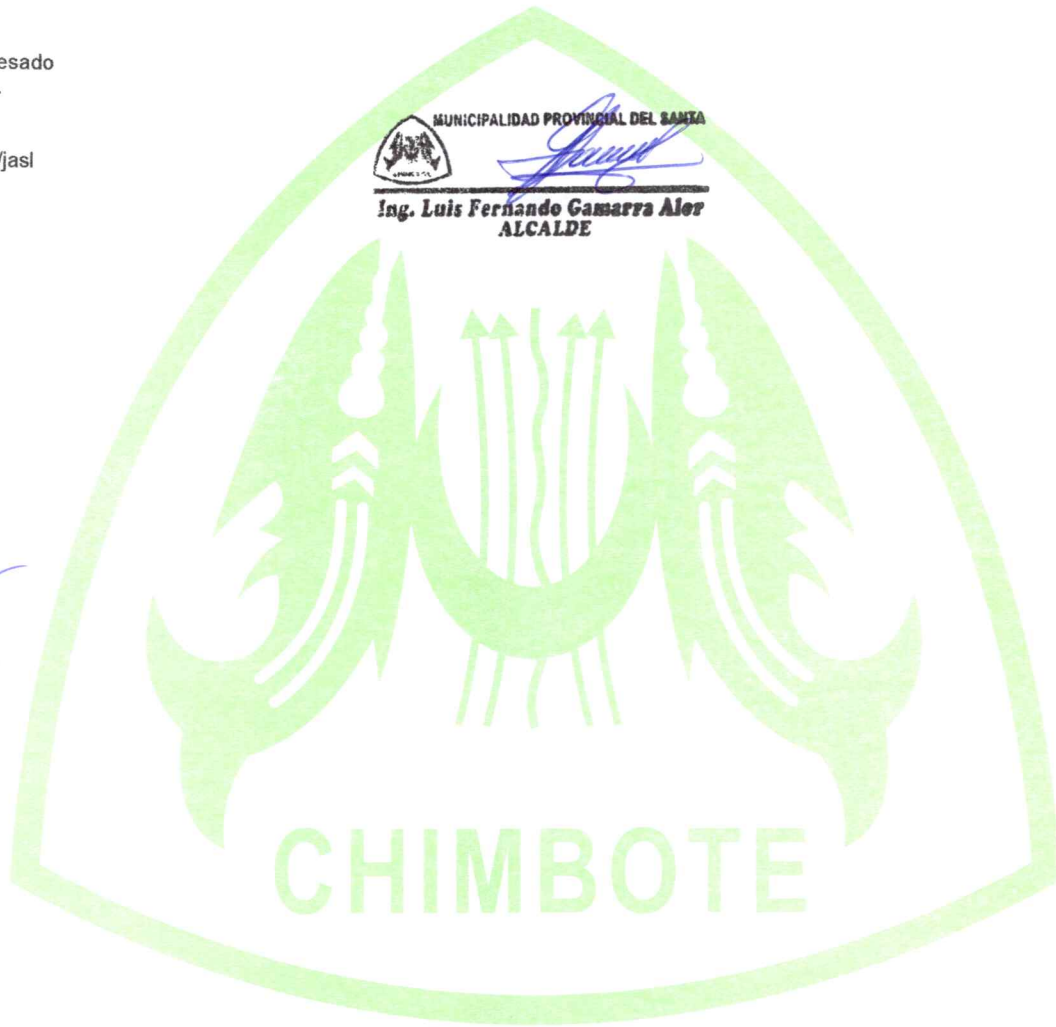 esado
/jasl
MUNICIPALIDAD PROVINCIAL DEL SANTA
Ing. Luis Fernando Gamarra Alor
ALCALDE
CHIMBOTE